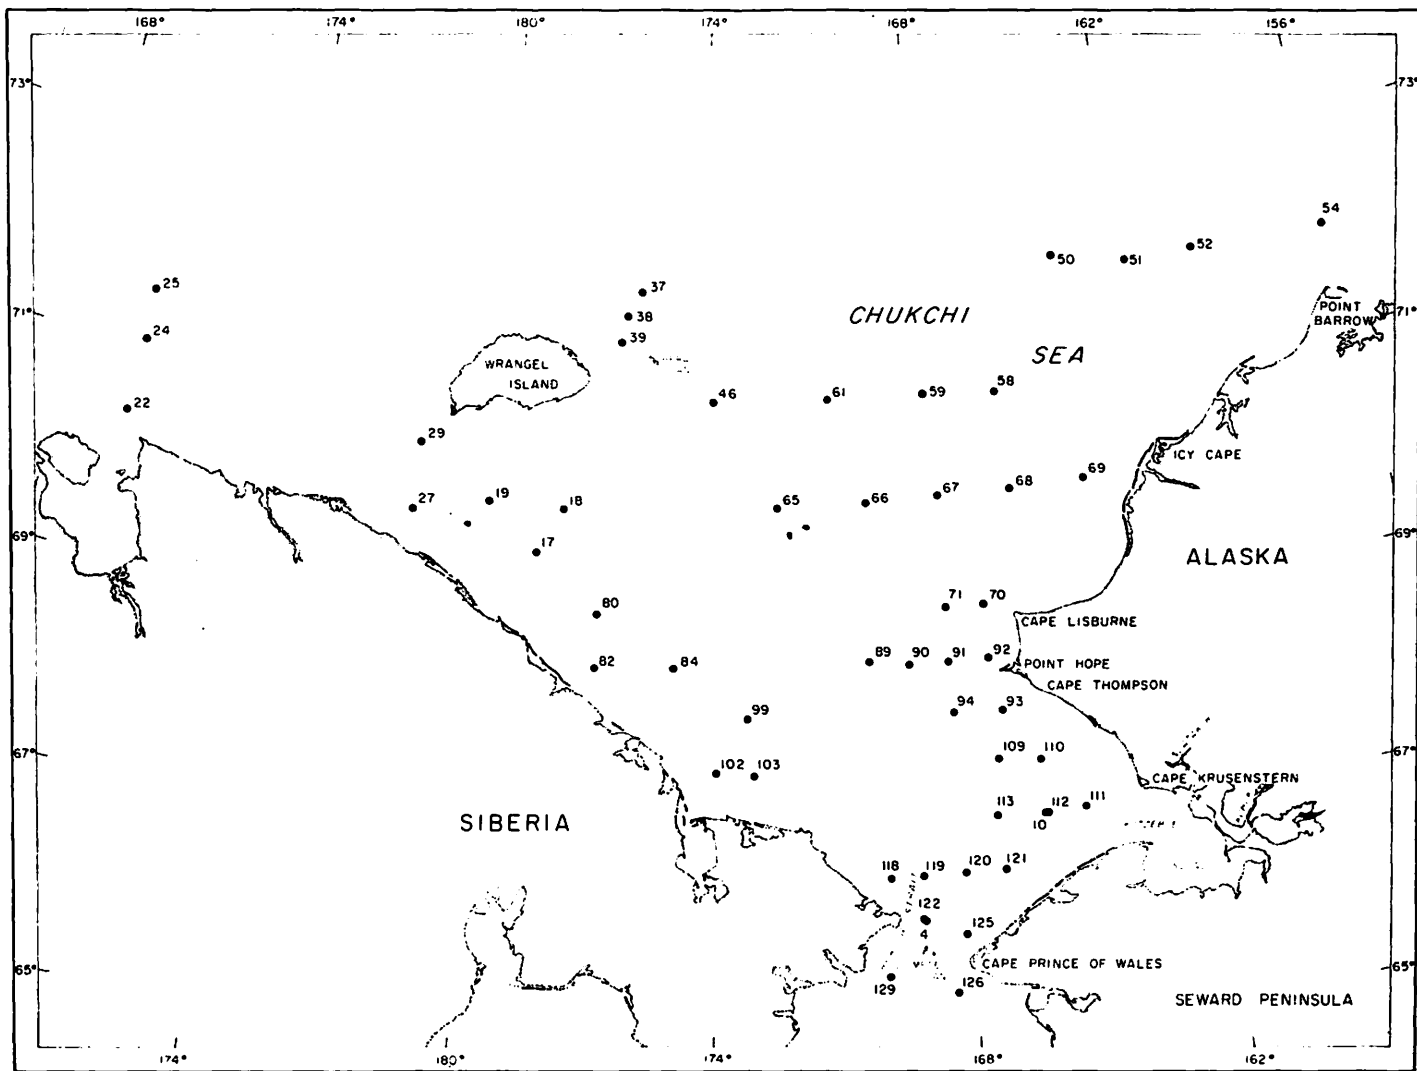 168° 174° 180° 174° 168° 162° 156°
73° 73°
54
52
50 51
25 37
71° 71°
24 38 CHUKCHI POINT
BARROW
39 SEA
WRANGEL
ISLAND
58
59
61
46
22
29
ICY CAPE
69
68
67
66
65
27 19 18
69° 69°
17
ALASKA
80 71 70
CAPE LISBURNE
82 84 89 90 91 92
POINT HOPE
CAPE THOMPSON
99 94 93
67° 67°
109 110
102 103
CAPE KRUSENSTERN
SIBERIA
113 112 111
10
118 119 120 121
122
4 125
65° 65°
CAPE PRINCE OF WALES
129 126
SEWARD PENINSULA
174° 180° 174° 168° 162°